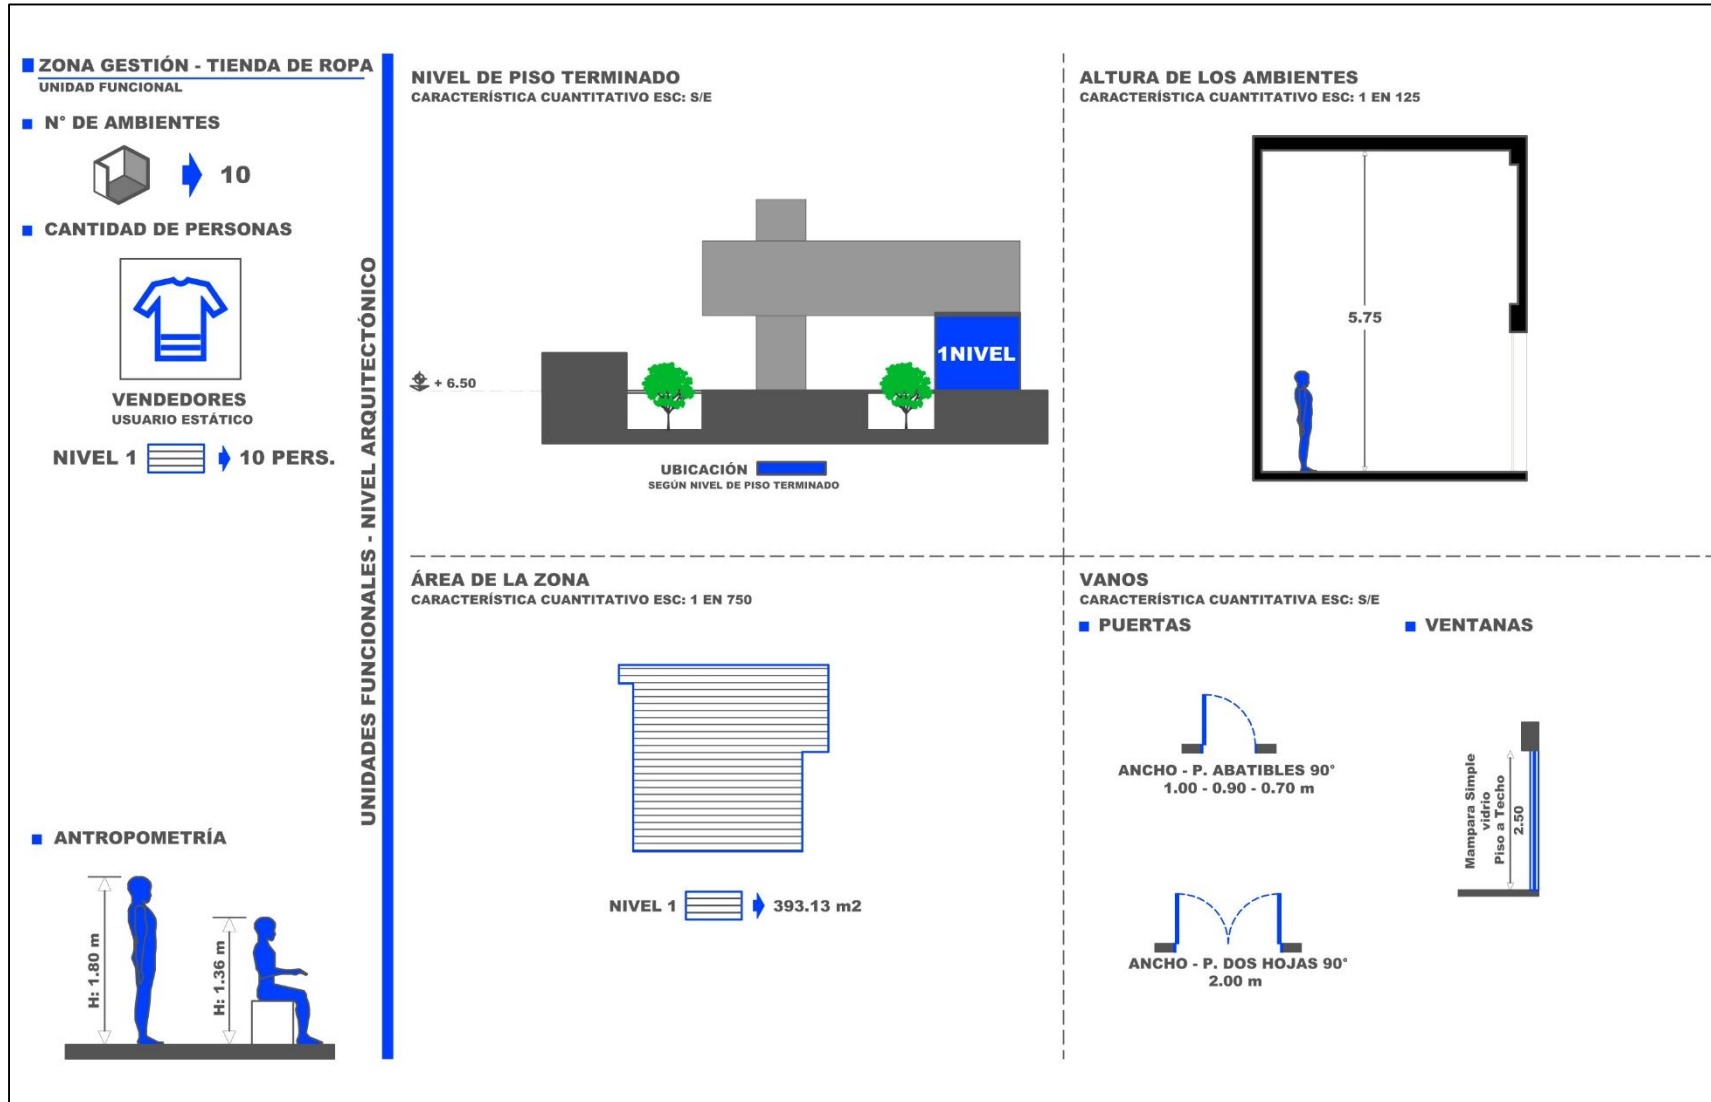 ZONA GESTIÓN - TIENDA DE ROPA
UNIDAD FUNCIONAL
N° DE AMBIENTES
10
CANTIDAD DE PERSONAS
VENDEDORES
USUARIO ESTÁTICO
NIVEL 1
10 PERS.
ANTROPOMETRÍA
H: 1.80 m
H: 1.36 m
UNIDADES FUNCIONALES - NIVEL ARQUITECTÓNICO
NIVEL DE PISO TERMINADO
CARACTERÍSTICA CUANTITATIVO ESC: S/E
+ 6.50
1NIVEL
UBICACIÓN
SEGÚN NIVEL DE PISO TERMINADO
ALTURA DE LOS AMBIENTES
CARACTERÍSTICA CUANTITATIVO ESC: 1 EN 125
5.75
ÁREA DE LA ZONA
CARACTERÍSTICA CUANTITATIVO ESC: 1 EN 750
NIVEL 1
393.13 m2
VANOS
CARACTERÍSTICA CUANTITATIVA ESC: S/E
PUERTAS
ANCHO - P. ABATIBLES 90°
1.00 - 0.90 - 0.70 m
ANCHO - P. DOS HOJAS 90°
2.00 m
VENTANAS
Mampara Simple
vidrio
Piso a Techo
2.50